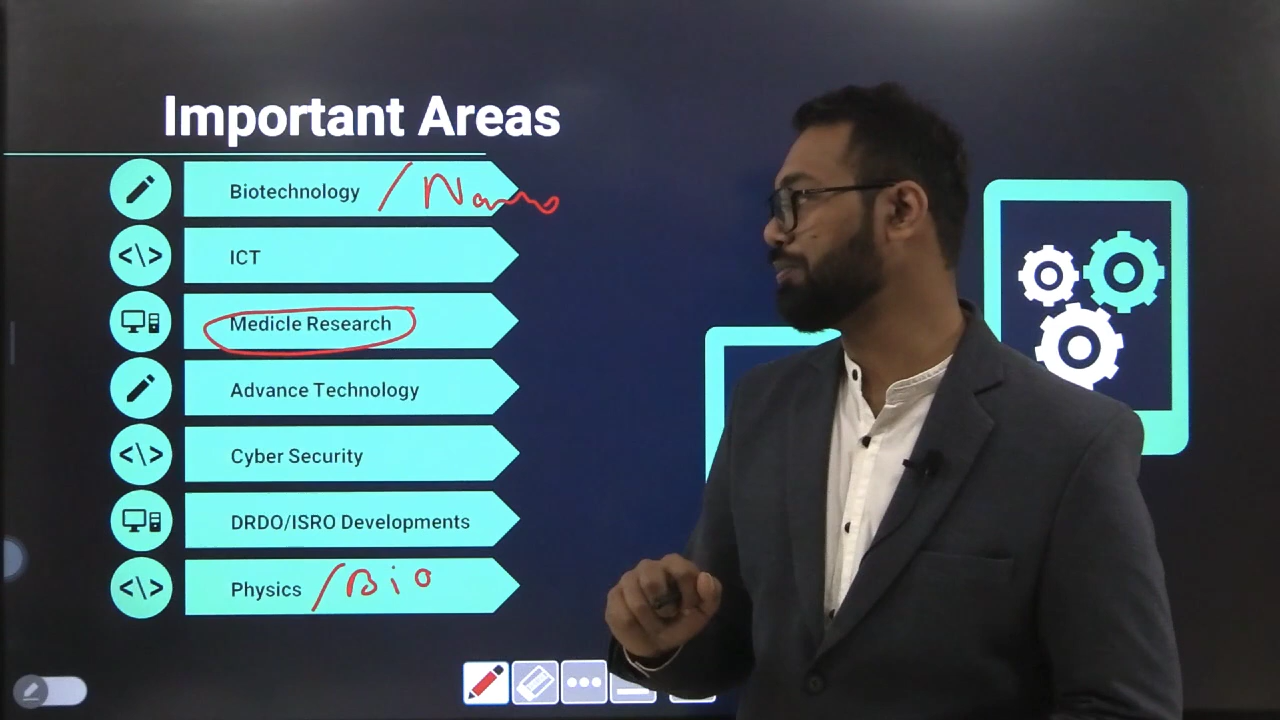 Important Areas
Biotechnology / Nano
<\> ICT
Medicle Research
Advance Technology
<\> Cyber Security
DRDO/ISRO Developments
<\> Physics / Bio